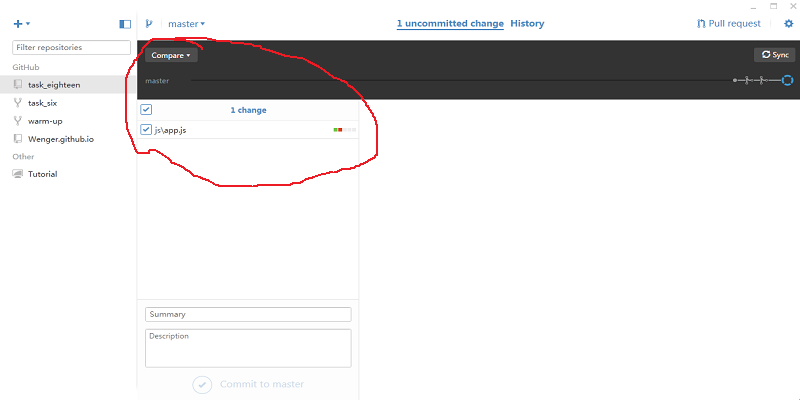 master
1 uncommitted change
History
Pull request
Filter repositories
GitHub
task_eighteen
task_six
warm-up
Wenger.github.io
Other
Tutorial
Compare
Sync
master
1 change
js\app.js
Summary
Description
Commit to master